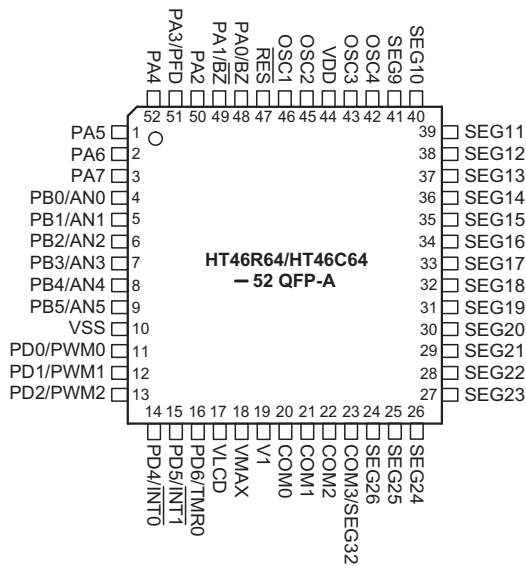 PA4
PA3/PFD
PA2
PA1/BZ
PA0/BZ
RES
OSC1
OSC2
VDD
OSC3
OSC4
SEG9
SEG10
52 51 50 49 48 47 46 45 44 43 42 41 40
PA5 1
PA6 2
PA7 3
PB0/AN0 4
PB1/AN1 5
PB2/AN2 6
PB3/AN3 7
PB4/AN4 8
PB5/AN5 9
VSS 10
PD0/PWM0 11
PD1/PWM1 12
PD2/PWM2 13
HT46R64/HT46C64
– 52 QFP-A
39 SEG11
38 SEG12
37 SEG13
36 SEG14
35 SEG15
34 SEG16
33 SEG17
32 SEG18
31 SEG19
30 SEG20
29 SEG21
28 SEG22
27 SEG23
14 15 16 17 18 19 20 21 22 23 24 25 26
PD4/INT0
PD5/INT1
PD6/TMR0
VLCD
VMAX
V1
COM0
COM1
COM2
COM3/SEG32
SEG26
SEG25
SEG24